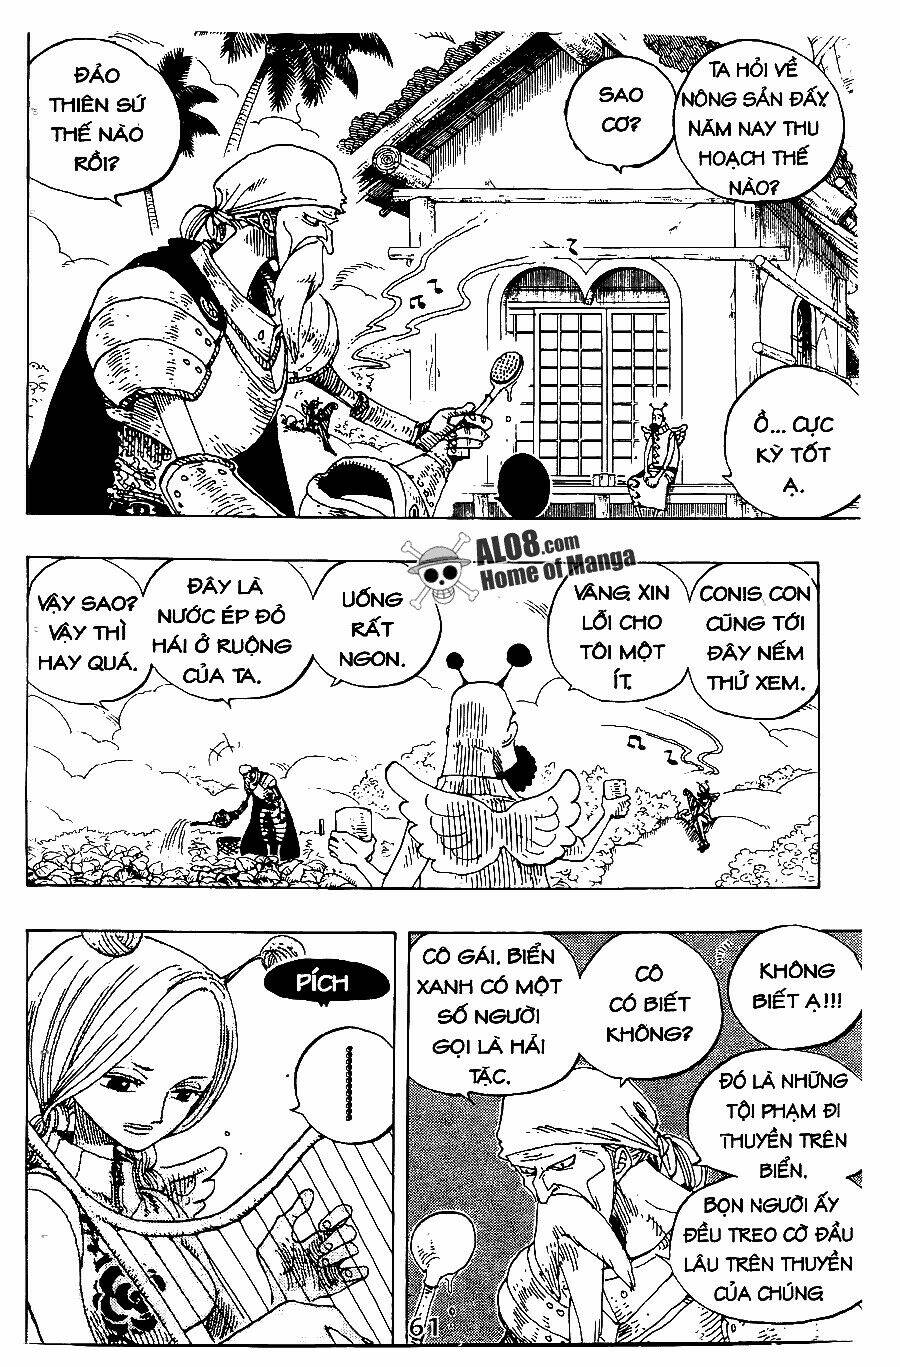 ĐẢO
THIÊN SỨ
THẾ NÀO
RỒI?
SAO
CƠ?
TA HỎI VỀ
NÔNG SẢN ĐẤY.
NĂM NAY THU
HOẠCH THẾ
NÀO?
Ồ... CỰC
KỲ TỐT
Ạ.
VẬY SAO?
VẬY THÌ
HAY QUÁ.
ĐÂY LÀ
NƯỚC ÉP ĐỎ
HÁI Ở RUỘNG
CỦA TA.
UỐNG
RẤT
NGON.
AL08.com
Home of Manga
VÂNG, XIN
LỖI CHO
TÔI MỘT
ÍT.
CONIS CON
CŨNG TỚI
ĐÂY NẾM
THỬ XEM.
PÍCH
CÔ GÁI. BIỂN
XANH CÓ MỘT
SỐ NGƯỜI
GỌI LÀ HẢI
TẶC.
CÔ
CÓ BIẾT
KHÔNG?
KHÔNG
BIẾT Ạ!!!
ĐÓ LÀ NHỮNG
TỘI PHẠM ĐI
THUYỀN TRÊN
BIỂN.
BỌN NGƯỜI ẤY
ĐỀU TREO CỜ ĐẦU
LÂU TRÊN THUYỀN
CỦA CHÚNG
61